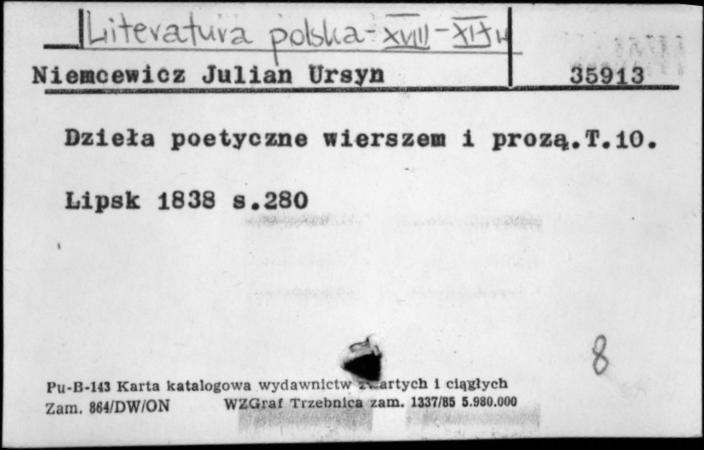 Literatura polska - XVIII - XIX w
Niemcewicz Julian Ursyn 35913
Dzieła poetyczne wierszem i prozą.T.10.
Lipsk 1838 s.280
8
Pu-B-143 Karta katalogowa wydawnictw zwartych i ciągłych
Zam. 864/DW/ON WZGraf Trzebnica zam. 1337/85 5.980.000